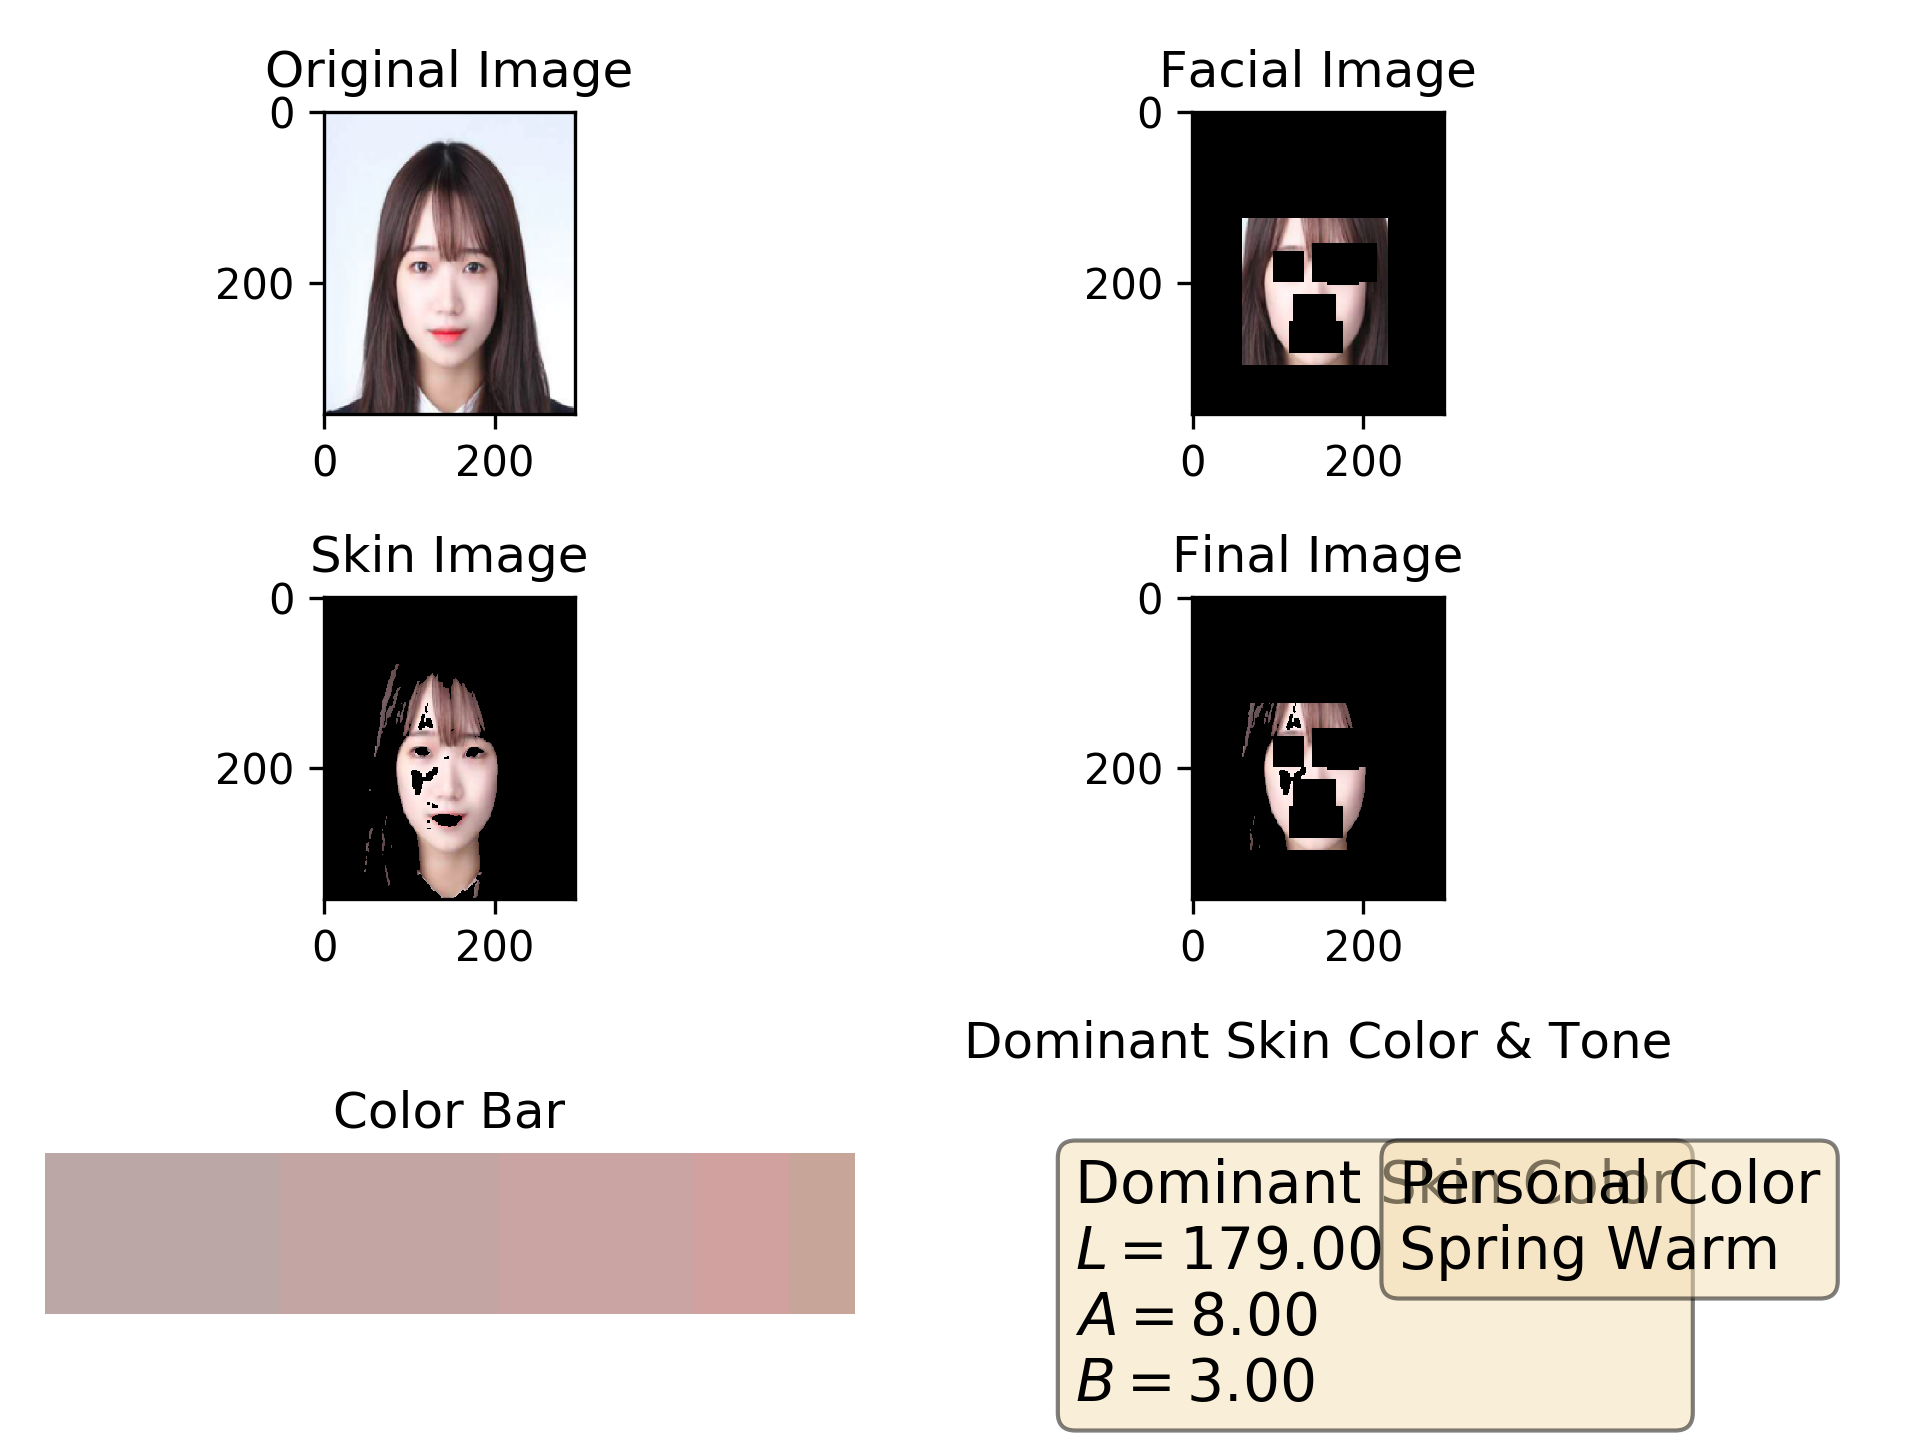 Original Image
0
200
0 200
Facial Image
0
200
0 200
Skin Image
0
200
0 200
Final Image
0
200
0 200
Color Bar
Dominant Skin Color & Tone
Dominant Skin Color
L = 179.00
A = 8.00
B = 3.00
Personal Color
Spring Warm